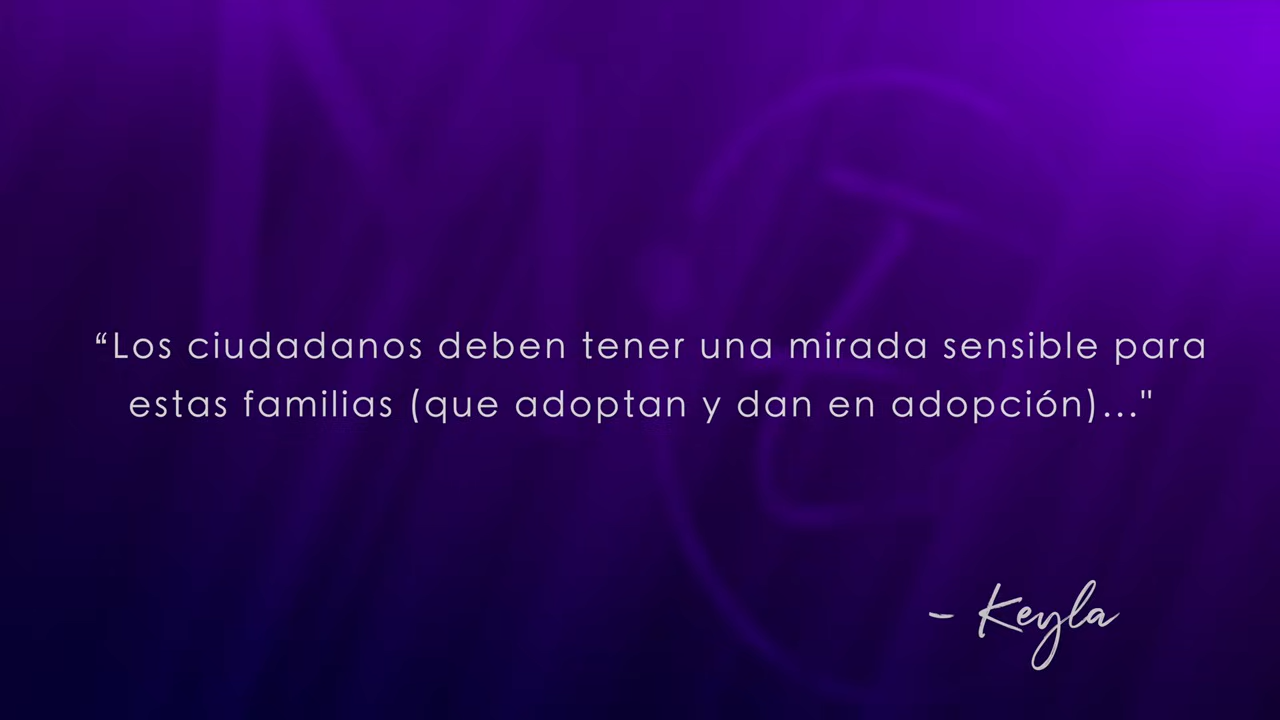 “Los ciudadanos deben tener una mirada sensible para
estas familias (que adoptan y dan en adopción)..."
- Keyla